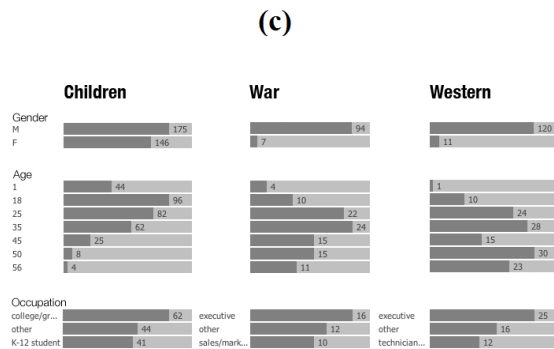 (c)
Children War Western
Gender
M 175 94 120
F 146 7 11
Age
1 44 4 1
18 96 10 10
25 82 22 24
35 62 24 28
45 25 15 15
50 8 15 30
56 4 11 23
Occupation
college/gr... 62 executive 16 executive 25
other 44 other 12 other 16
K-12 student 41 sales/mark... 10 technician... 12